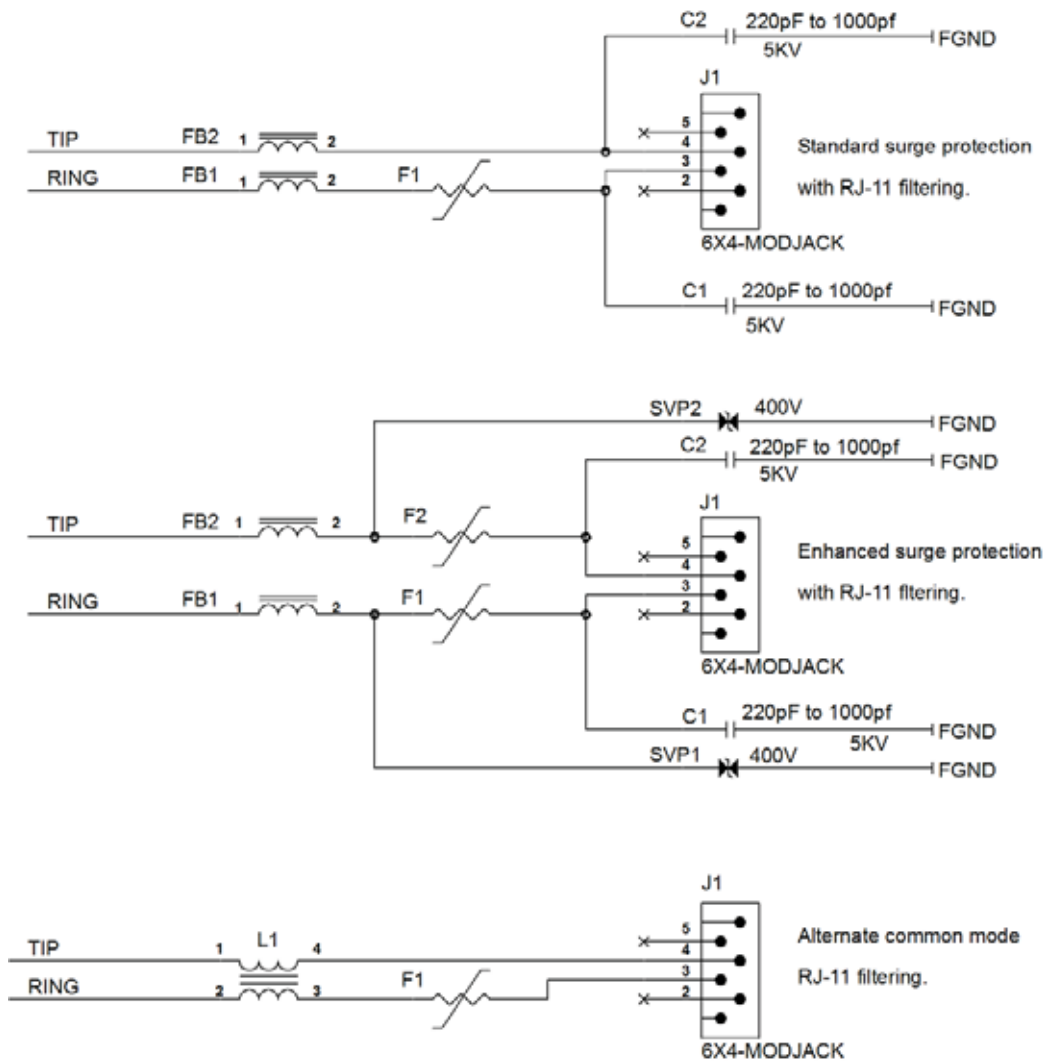 C2 220pF to 1000pf
5KV
FGND
J1
TIP FB2 1 2
5
4
Standard surge protection
RING FB1 1 2 F1
3
2
with RJ-11 filtering.
6X4-MODJACK
C1 220pF to 1000pf
5KV
FGND
SVP2 400V
FGND
C2 220pF to 1000pf
5KV
FGND
J1
TIP FB2 1 2 F2
5
4
Enhanced surge protection
RING FB1 1 2 F1
3
2
with RJ-11 fltering.
6X4-MODJACK
C1 220pF to 1000pf
5KV
FGND
SVP1 400V
FGND
J1
TIP 1 L1 4
5
4
Alternate common mode
RING 2 3 F1
3
2
RJ-11 filtering.
6X4-MODJACK